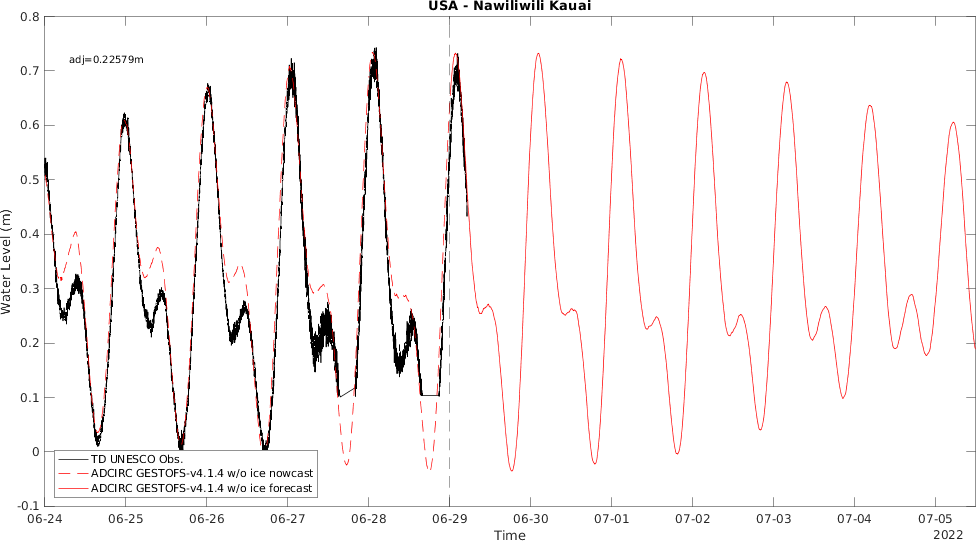 USA - Nawiliwili Kauai
0.8
0.7
0.6
0.5
0.4
0.3
0.2
0.1
0
-0.1
Water Level (m)
adj=0.22579m
TD UNESCO Obs.
ADCIRC GESTOFS-v4.1.4 w/o ice nowcast
ADCIRC GESTOFS-v4.1.4 w/o ice forecast
06-24 06-25 06-26 06-27 06-28 06-29 06-30 07-01 07-02 07-03 07-04 07-05
Time
2022